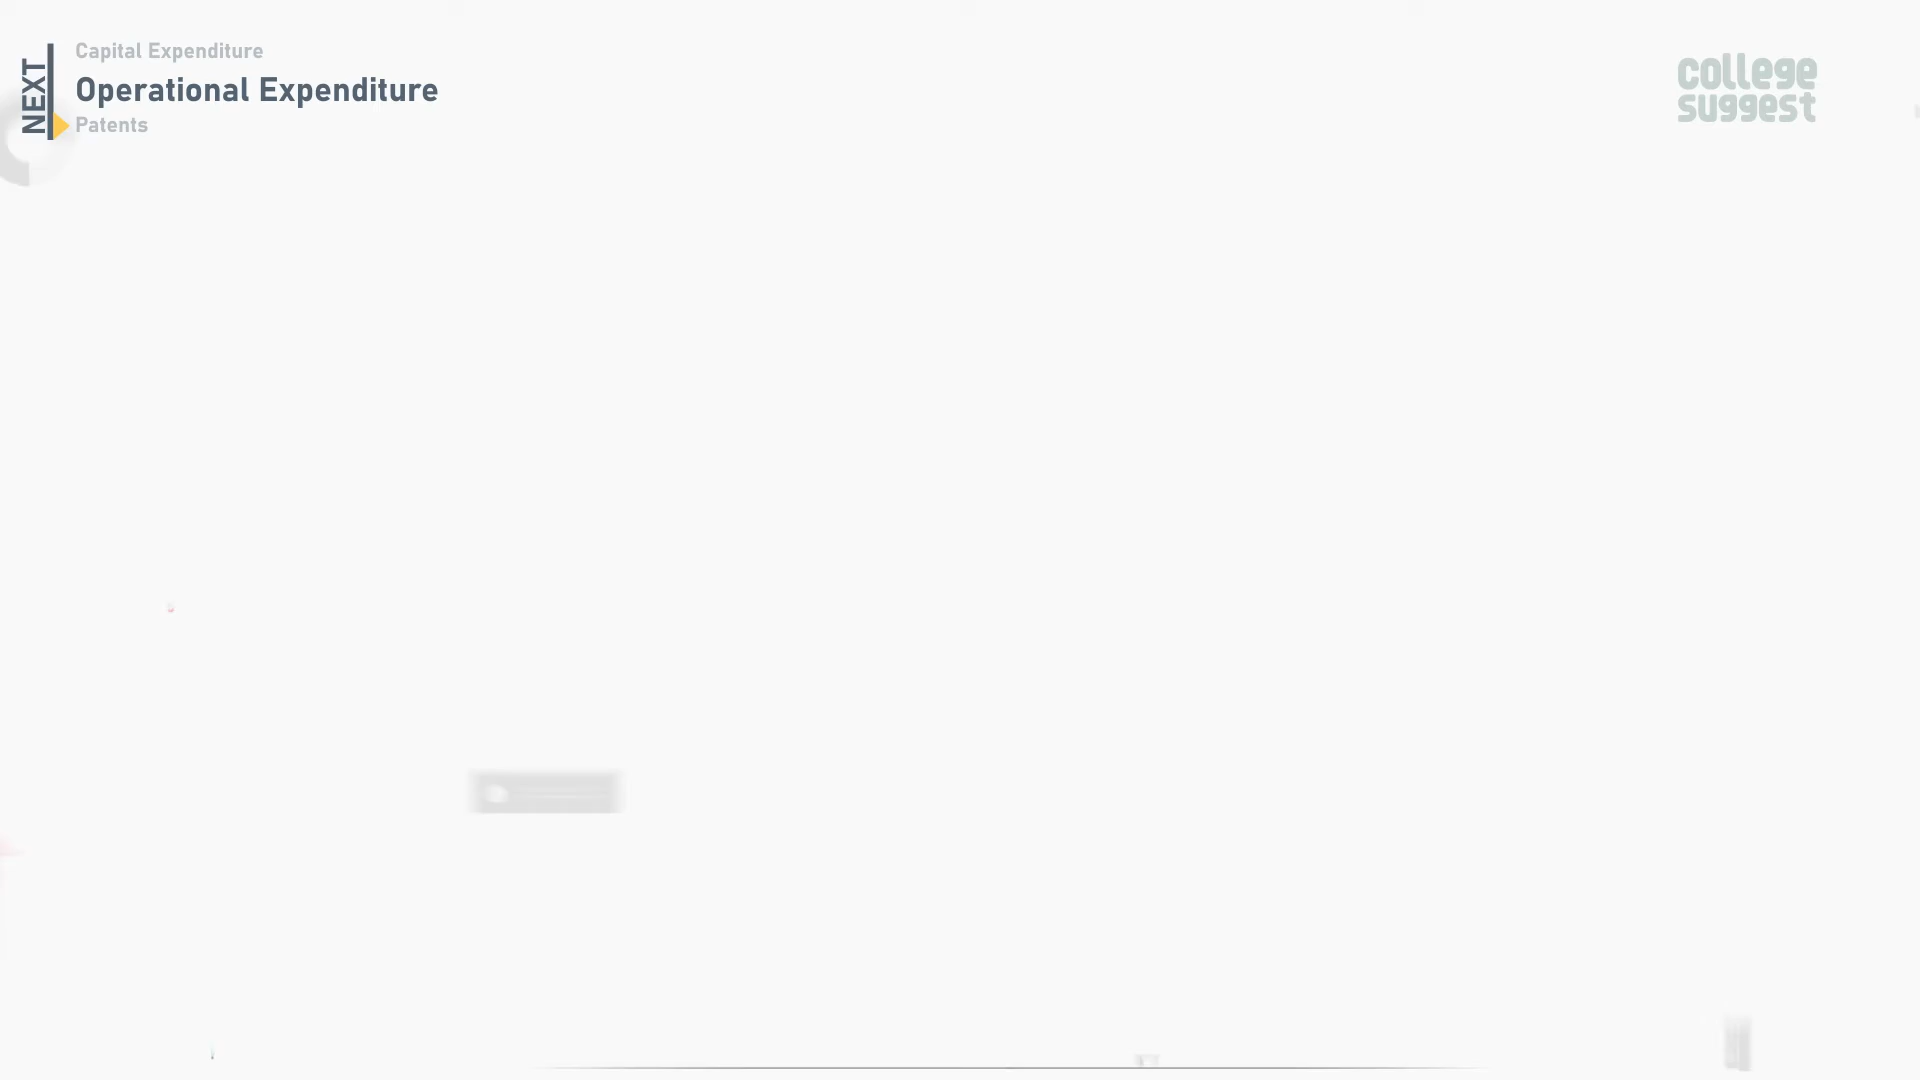 NEXT
Capital Expenditure
Operational Expenditure
Patents
college
suggest